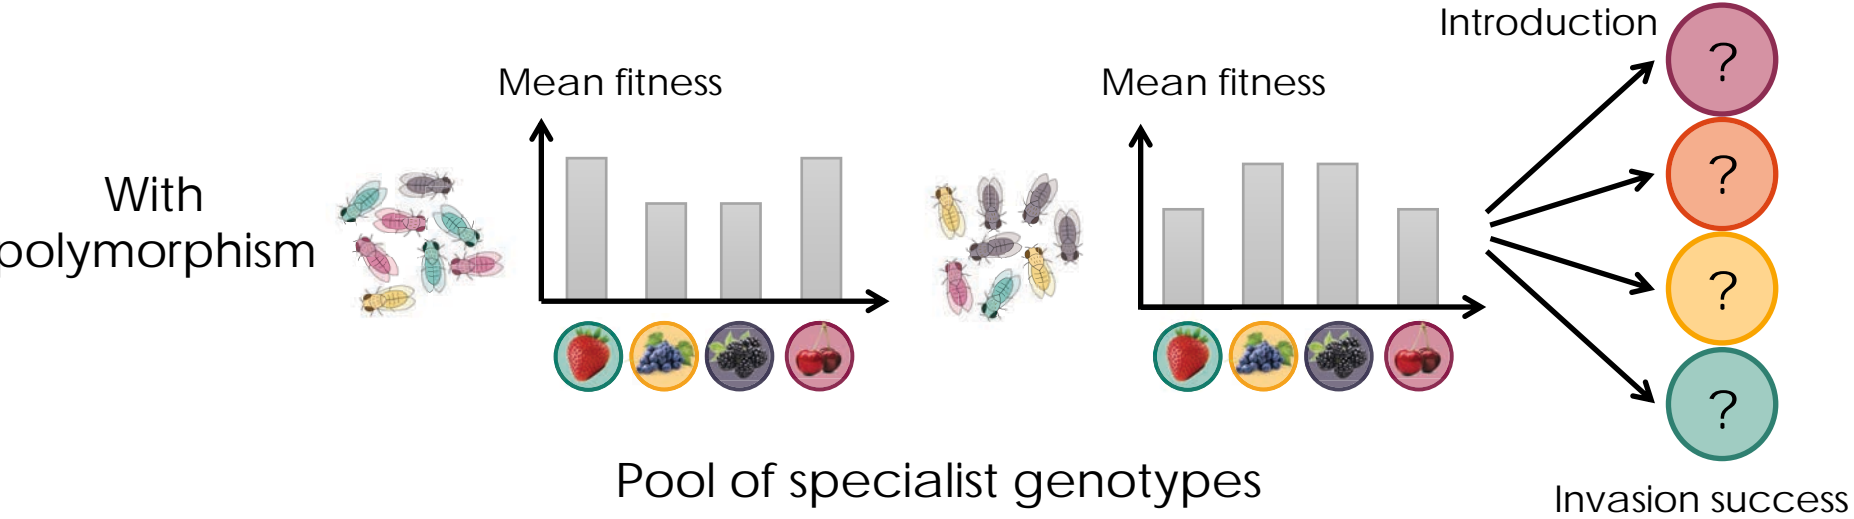 Introduction
Mean fitness
Mean fitness
With
polymorphism
?
?
?
?
Pool of specialist genotypes
Invasion success